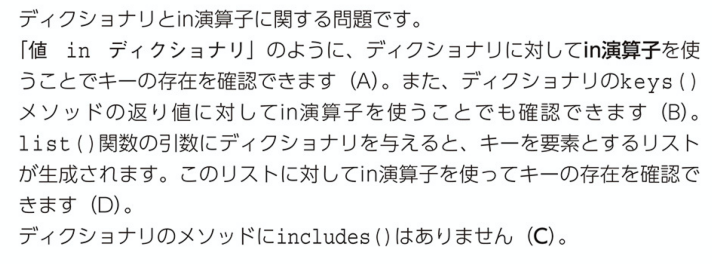 ディクショナリとin演算子に関する問題です。
「値 in ディクショナリ」のように、ディクショナリに対してin演算子を使
うことでキーの存在を確認できます（A）。また、ディクショナリのkeys()
メソッドの返り値に対してin演算子を使うことでも確認できます（B）。
list()関数の引数にディクショナリを与えると、キーを要素とするリスト
が生成されます。このリストに対してin演算子を使ってキーの存在を確認で
きます（D）。
ディクショナリのメソッドにincludes()はありません（C）。